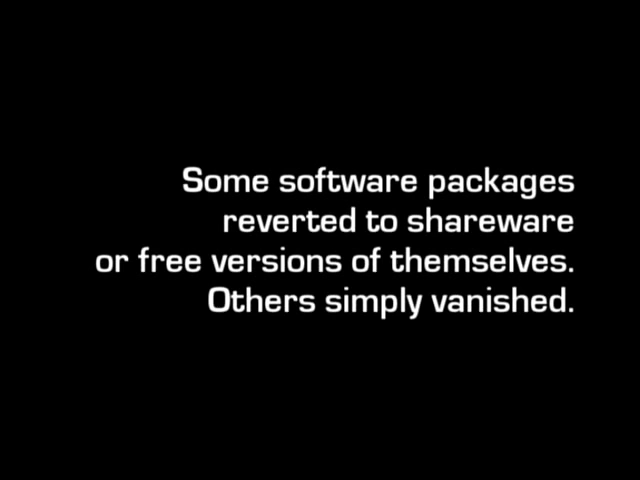 Some software packages
reverted to shareware
or free versions of themselves.
Others simply vanished.